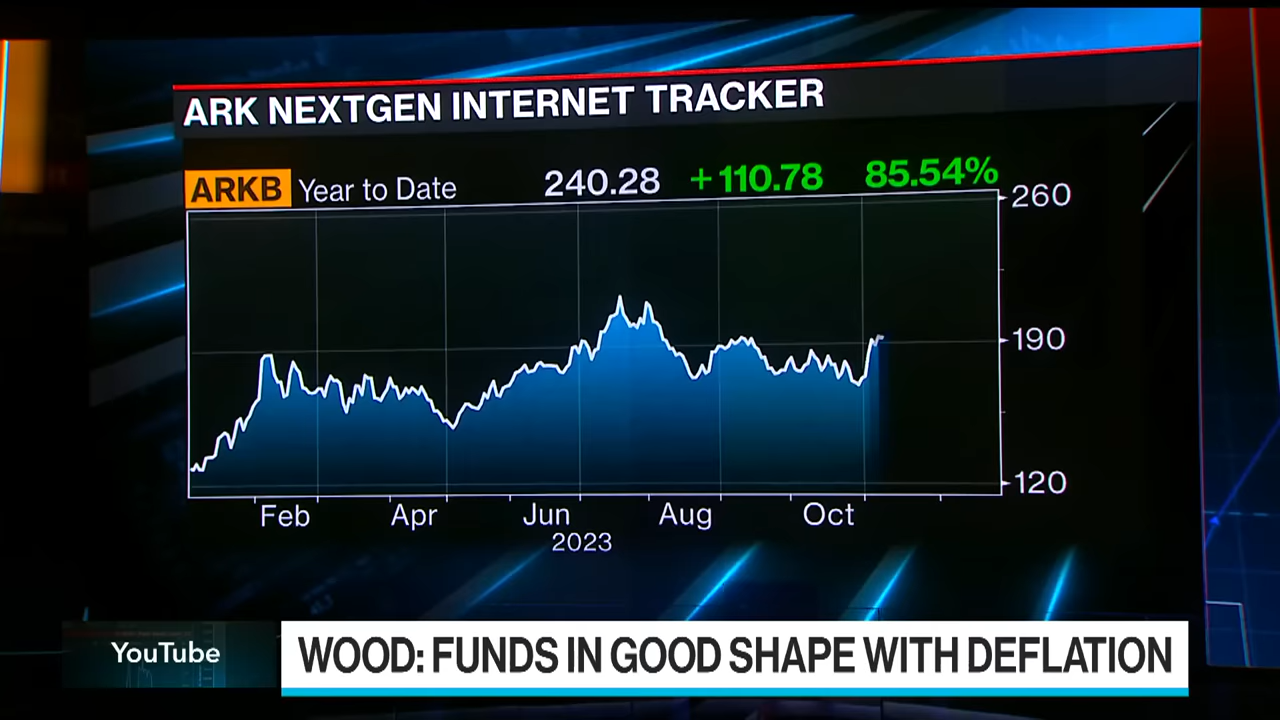 ARK NEXTGEN INTERNET TRACKER
ARKB Year to Date 240.28 +110.78 85.54%
260
190
120
Feb Apr Jun Aug Oct
2023
YouTube
WOOD: FUNDS IN GOOD SHAPE WITH DEFLATION